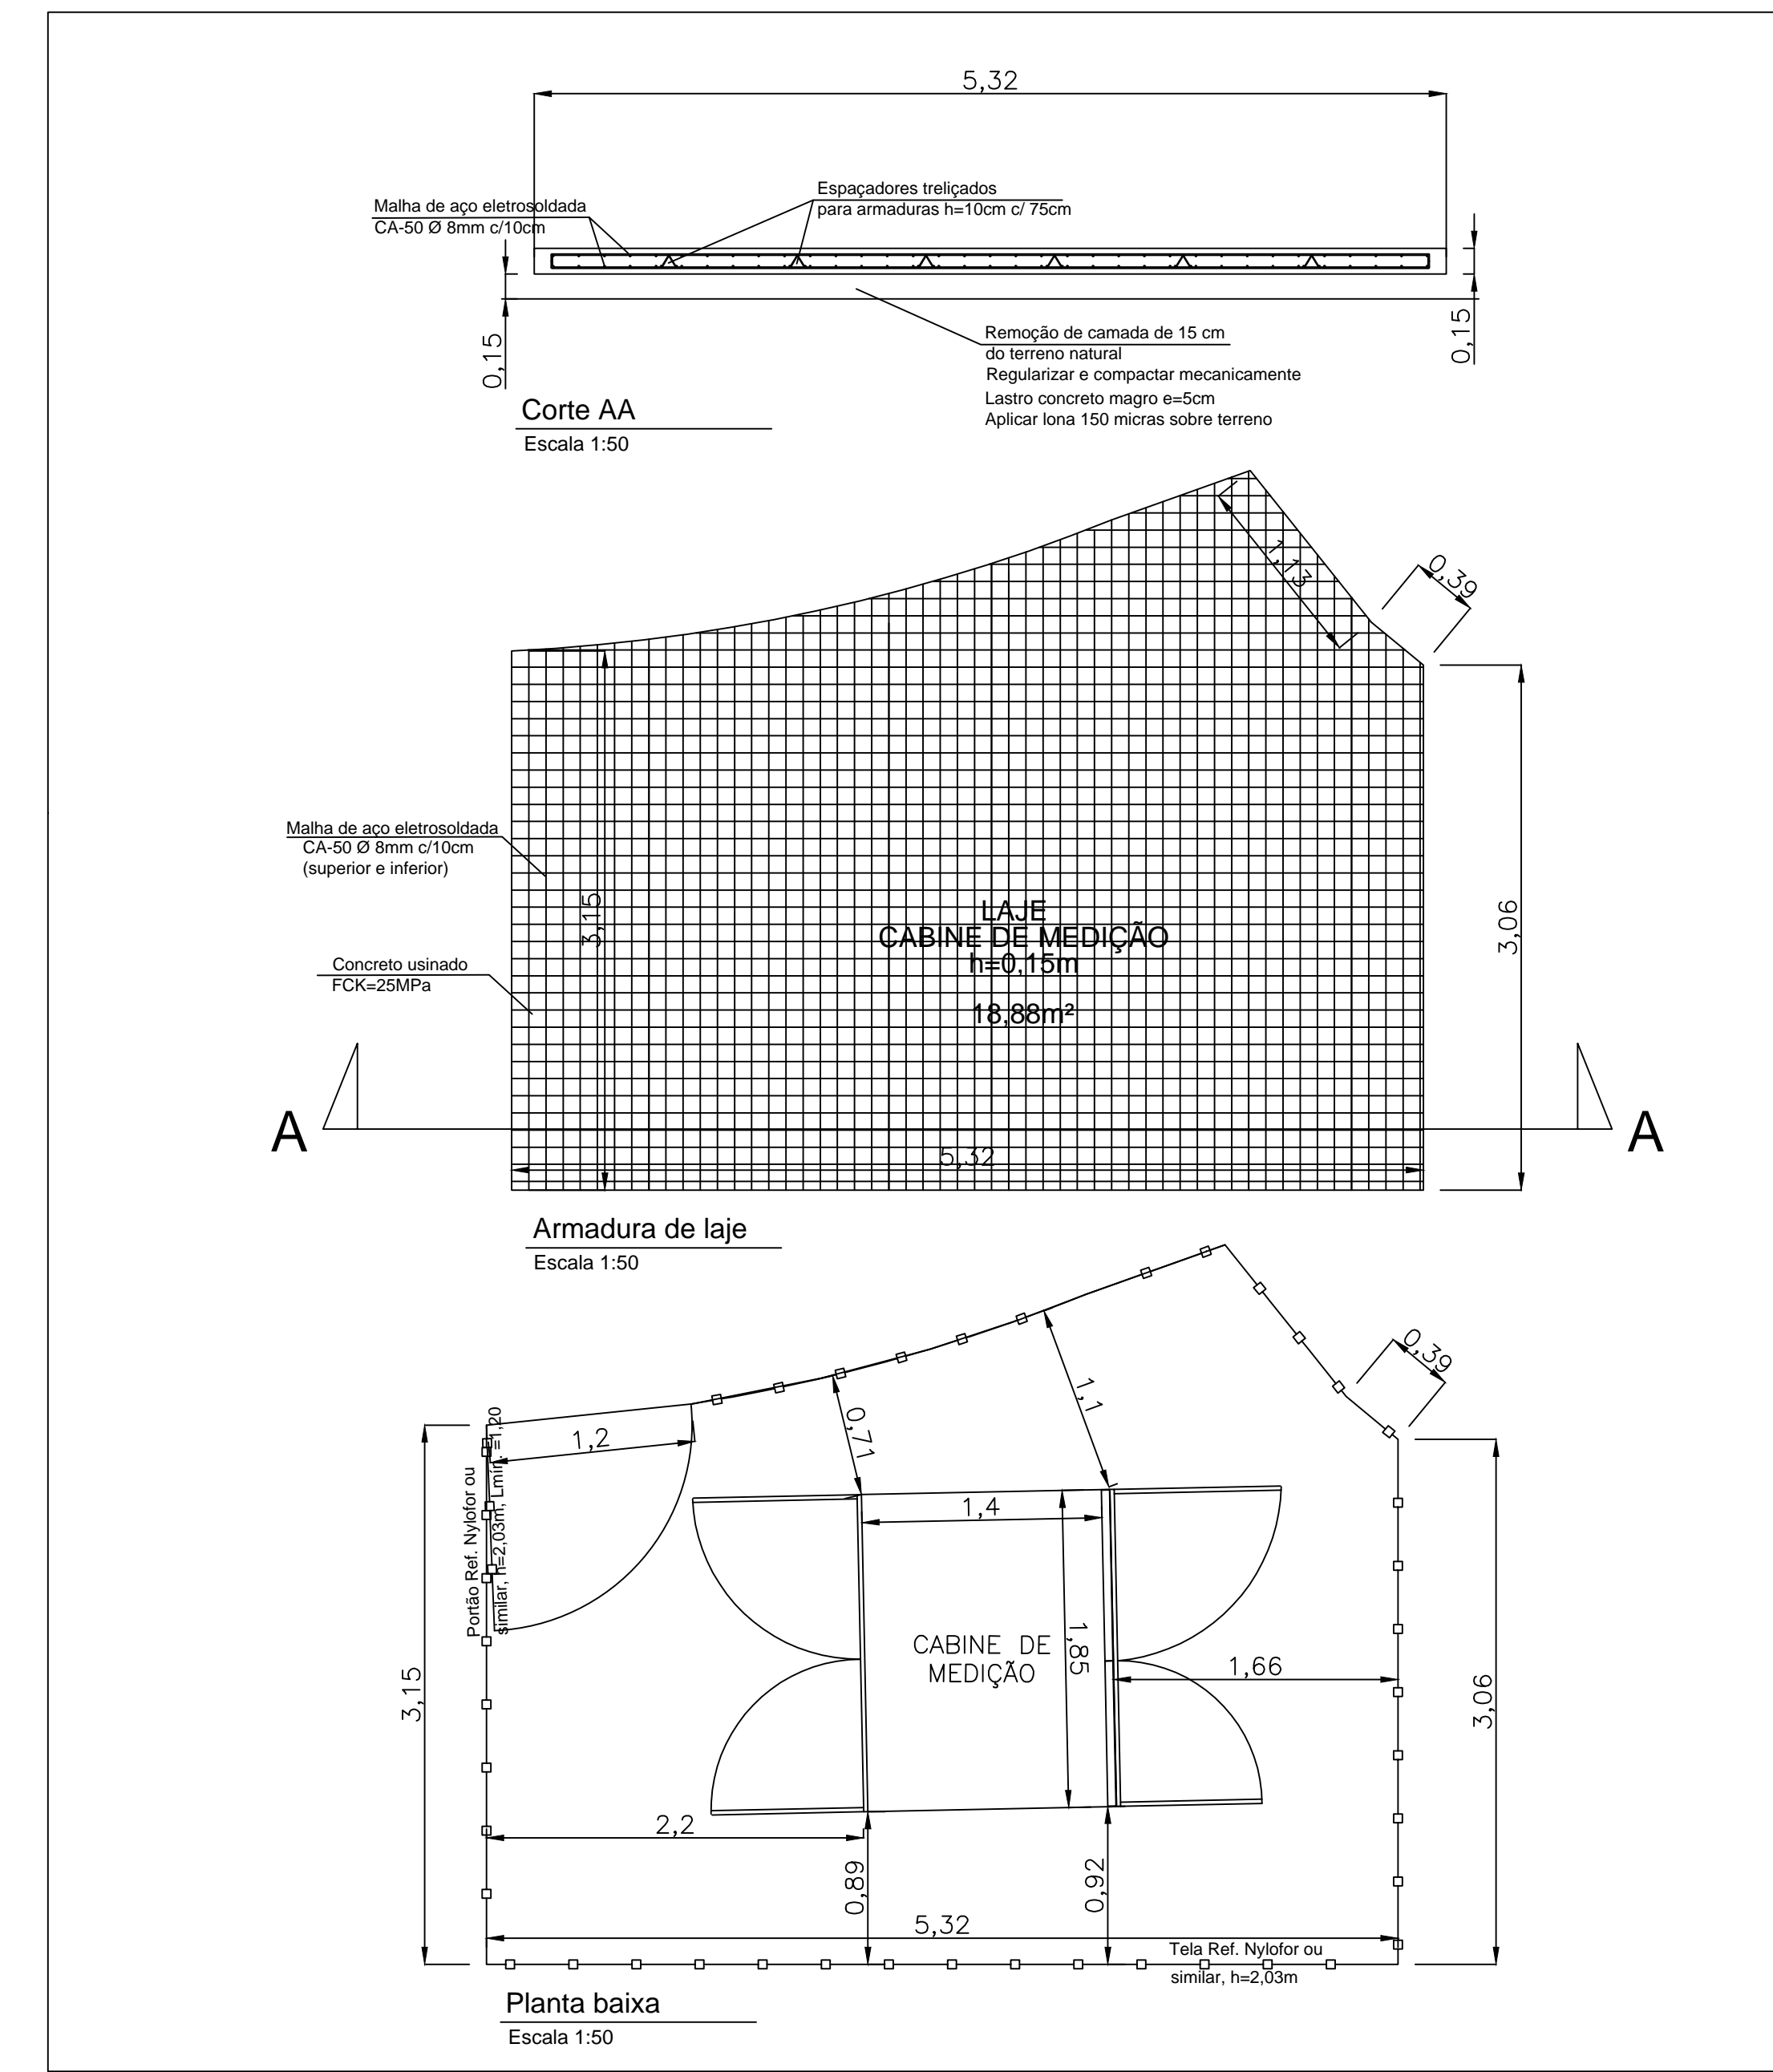 5,32
Espaçadores treliçados
para armaduras h=10cm c/ 75cm
Malha de aço eletrosoldada
CA-50 Ø 8mm c/10cm
0,15
0,15
Remoção de camada de 15 cm
do terreno natural
Regularizar e compactar mecanicamente
Lastro concreto magro e=5cm
Aplicar lona 150 micras sobre terreno
Corte AA
Escala 1:50
1,13
0,39
Malha de aço eletrosoldada
CA-50 Ø 8mm c/10cm
(superior e inferior)
3,15
LAJE
CABINE DE MEDIÇÃO
h=0,15m
18,88m²
3,06
Concreto usinado
FCK=25MPa
A
A
5,32
Armadura de laje
Escala 1:50
0,39
1,2
0,71
1,1
Portão Ref. Nylofor ou
similar, h=2,03m, Lmín. =1,20
1,4
CABINE DE
MEDIÇÃO
1,85
1,66
3,15
3,06
2,2
0,89
0,92
5,32
Tela Ref. Nylofor ou
similar, h=2,03m
Planta baixa
Escala 1:50